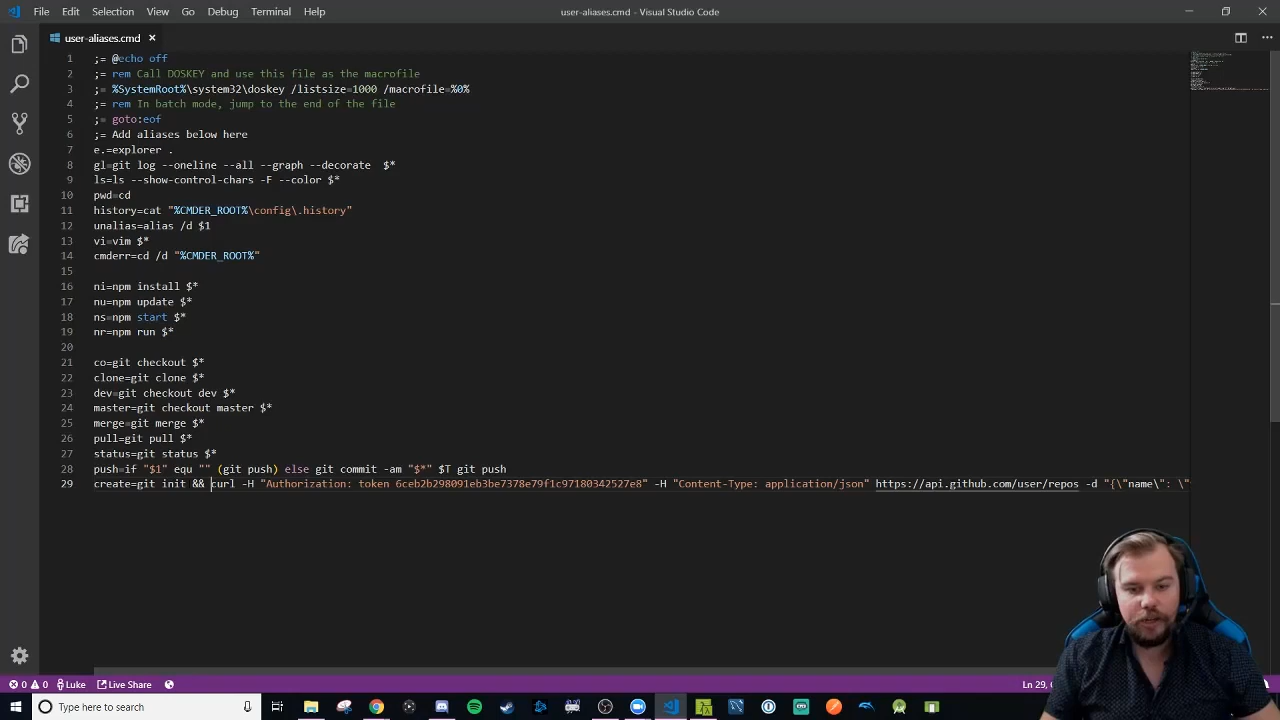 File Edit Selection View Go Debug Terminal Help
user-aliases.cmd - Visual Studio Code
user-aliases.cmd
1 ;= @echo off
2 ;= rem Call DOSKEY and use this file as the macrofile
3 ;= %SystemRoot%\system32\doskey /listsize=1000 /macrofile=%0%
4 ;= rem In batch mode, jump to the end of the file
5 ;= goto:eof
6 ;= Add aliases below here
7 e.=explorer .
8 gl=git log --oneline --all --graph --decorate  $*
9 ls=ls --show-control-chars -F --color $*
10 pwd=cd
11 history=cat "%CMDER_ROOT%\config\.history"
12 unalias=alias /d $1
13 vi=vim $*
14 cmderr=cd /d "%CMDER_ROOT%"
15
16 ni=npm install $*
17 nu=npm update $*
18 ns=npm start $*
19 nr=npm run $*
20
21 co=git checkout $*
22 clone=git clone $*
23 dev=git checkout dev $*
24 master=git checkout master $*
25 merge=git merge $*
26 pull=git pull $*
27 status=git status $*
28 push=if "$1" equ "" (git push) else git commit -am "$*" $T git push
29 create=git init && curl -H "Authorization: token 6ceb2b298091eb3be7378e79f1c97180342527e8" -H "Content-Type: application/json" https://api.github.com/user/repos -d "{\"name\": \"
0 0 Luke Live Share Ln 29,
Type here to search